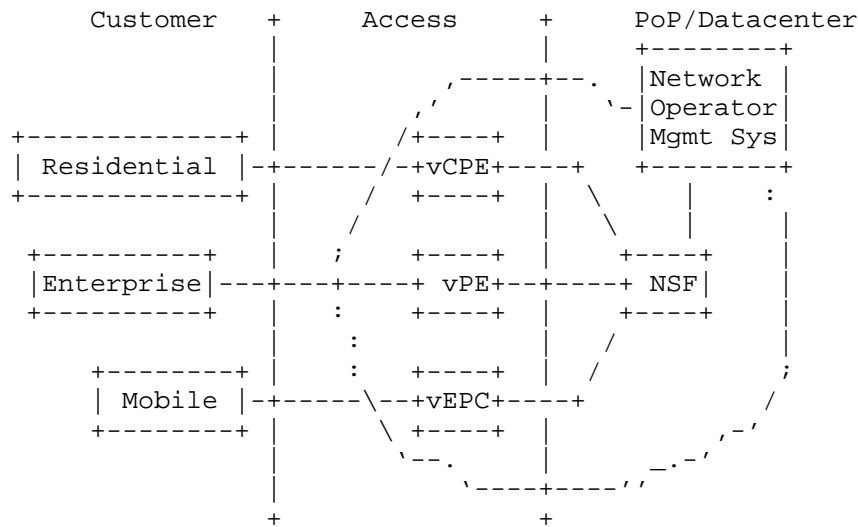 Customer Access PoP/Datacenter
Network
Operator
Mgmt Sys
Residential vCPE
Enterprise vPE NSF
Mobile vEPC